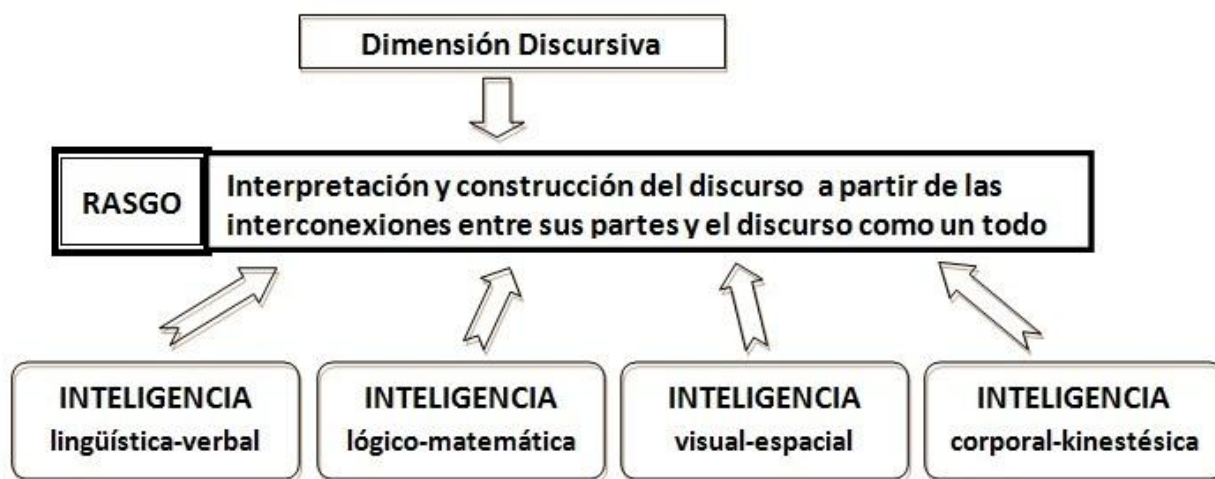 Dimensión Discursiva
RASGO
Interpretación y construcción del discurso a partir de las
interconexiones entre sus partes y el discurso como un todo
INTELIGENCIA
lingüística-verbal
INTELIGENCIA
lógico-matemática
INTELIGENCIA
visual-espacial
INTELIGENCIA
corporal-kinestésica